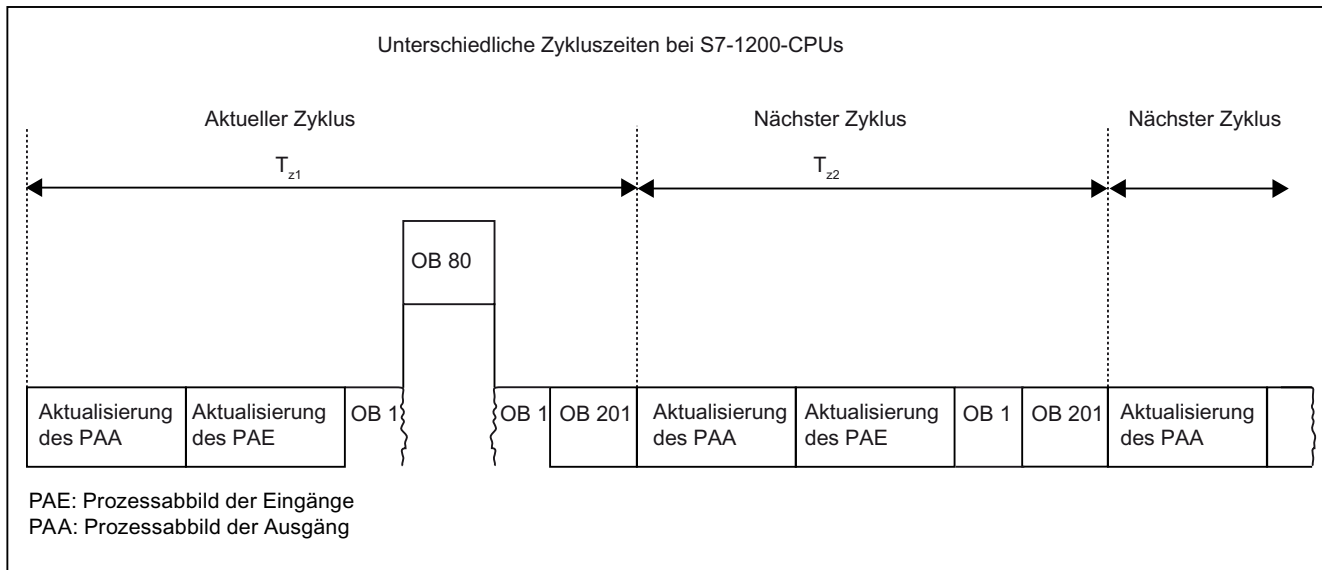 Unterschiedliche Zykluszeiten bei S7-1200-CPUs
Aktueller Zyklus
Nächster Zyklus
Nächster Zyklus
Tz1
Tz2
OB 80
Aktualisierung
des PAA
Aktualisierung
des PAE
OB 1
OB 1
OB 201
Aktualisierung
des PAA
Aktualisierung
des PAE
OB 1
OB 201
Aktualisierung
des PAA
PAE: Prozessabbild der Eingänge
PAA: Prozessabbild der Ausgäng